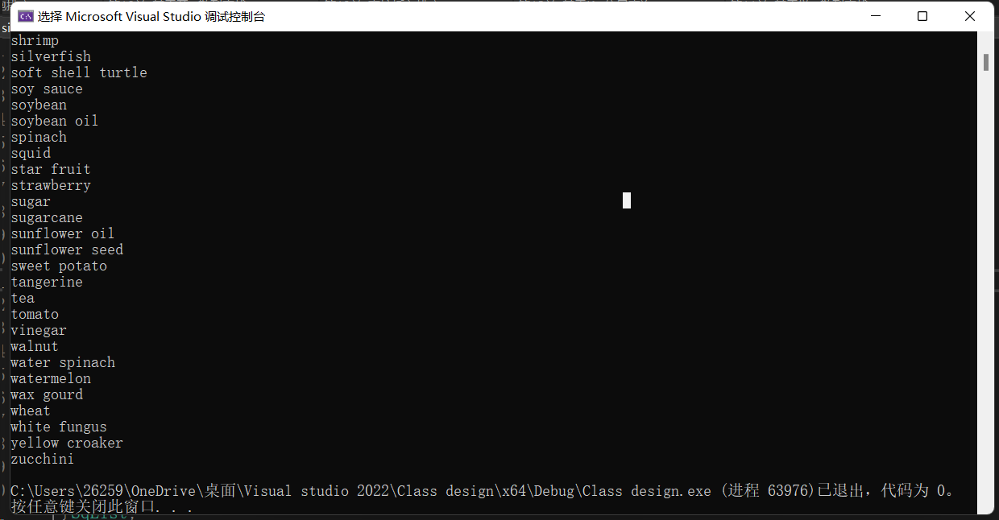 选择 Microsoft Visual Studio 调试控制台
shrimp
silverfish
soft shell turtle
soy sauce
soybean
soybean oil
spinach
squid
star fruit
strawberry
sugar
sugarcane
sunflower oil
sunflower seed
sweet potato
tangerine
tea
tomato
vinegar
walnut
water spinach
watermelon
wax gourd
wheat
white fungus
yellow croaker
zucchini
C:\Users\26259\OneDrive\桌面\Visual studio 2022\Class design\x64\Debug\Class design.exe (进程 63976)已退出，代码为 0。
按任意键关闭此窗口. . .